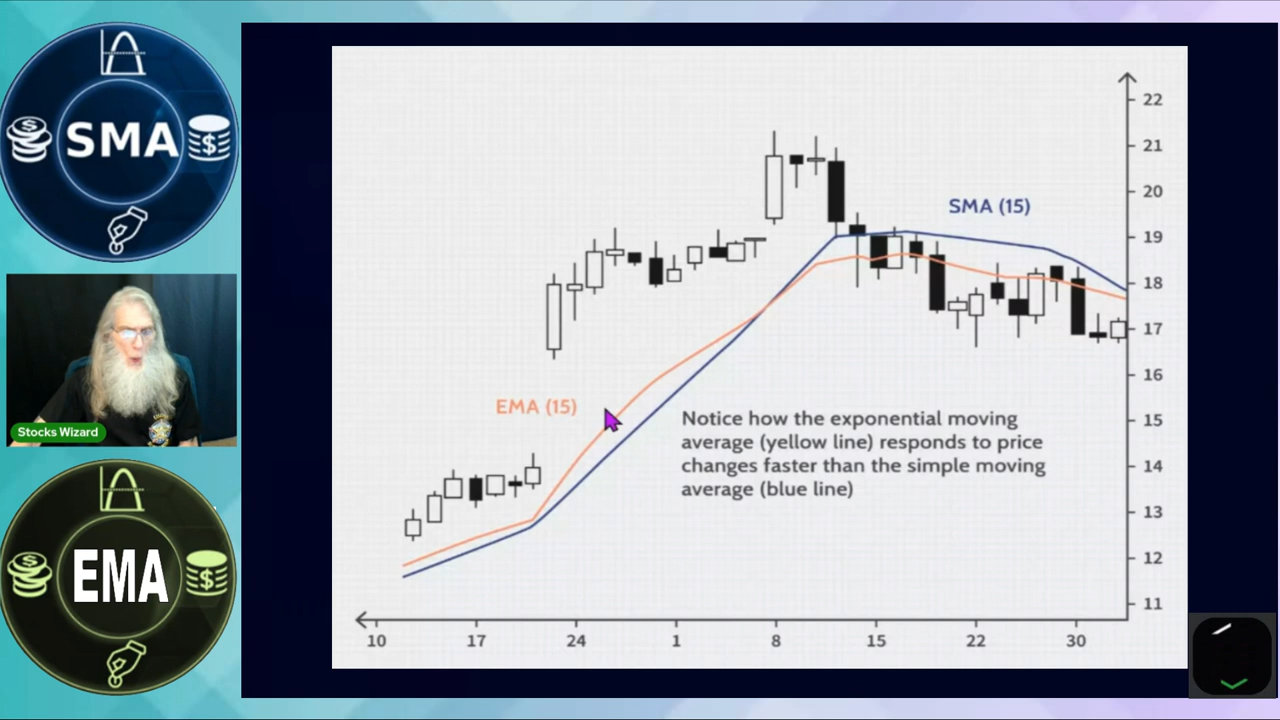 SMA
Stocks Wizard
EMA
SMA (15)
EMA (15)
Notice how the exponential moving
average (yellow line) responds to price
changes faster than the simple moving
average (blue line)
22
21
20
19
18
17
16
15
14
13
12
11
10 17 24 1 8 15 22 30